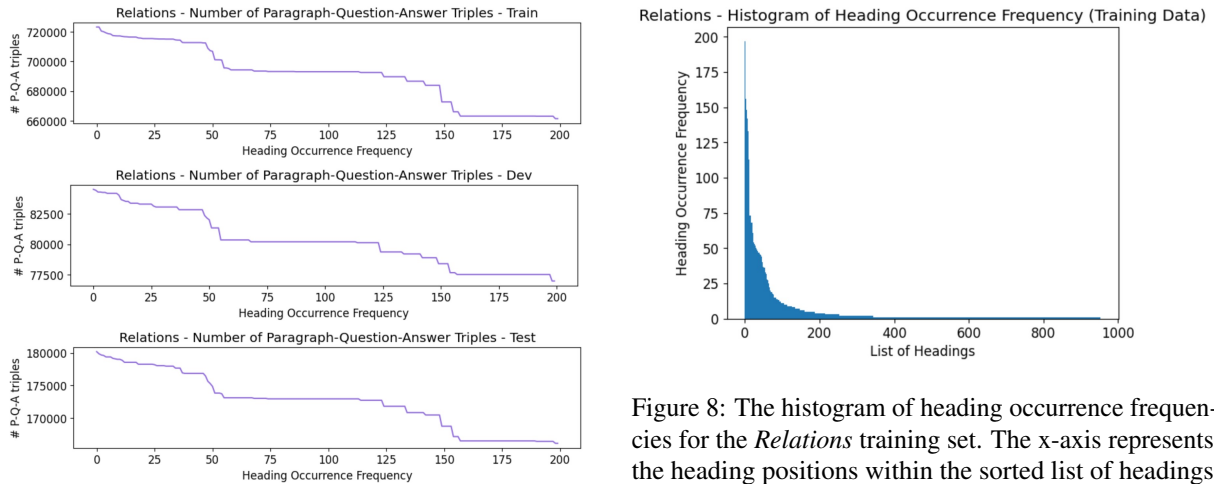 Relations - Number of Paragraph-Question-Answer Triples - Train
# P-Q-A triples
720000
700000
680000
660000
0 25 50 75 100 125 150 175 200
Heading Occurrence Frequency
Relations - Number of Paragraph-Question-Answer Triples - Dev
# P-Q-A triples
82500
80000
77500
0 25 50 75 100 125 150 175 200
Heading Occurrence Frequency
Relations - Number of Paragraph-Question-Answer Triples - Test
# P-Q-A triples
180000
175000
170000
0 25 50 75 100 125 150 175 200
Heading Occurrence Frequency
Relations - Histogram of Heading Occurrence Frequency (Training Data)
Heading Occurrence Frequency
200
175
150
125
100
75
50
25
0
0 200 400 600 800 1000
List of Headings
Figure 8: The histogram of heading occurrence frequen-
cies for the Relations training set. The x-axis represents
the heading positions within the sorted list of headings